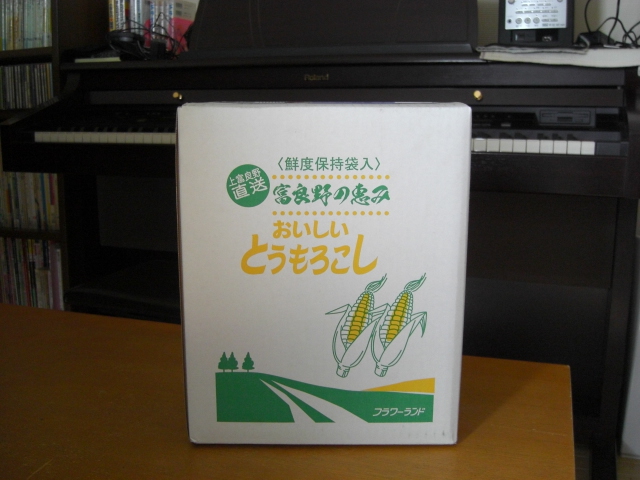 Roland
〈鮮度保持袋入〉
上富良野
直送
富良野の恵み
おいしい
とうもろこし
フラワーランド